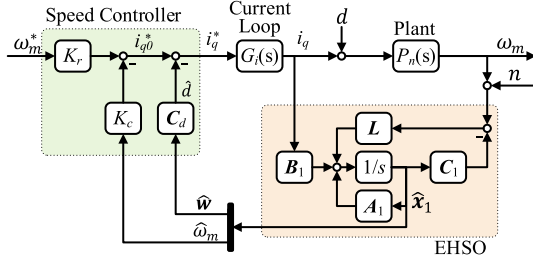 Speed Controller
Current
Loop
Plant
ω*m
Kr
i*q0
i*q
Gi(s)
iq
d
Pn(s)
ωm
d̂
n
Kc
Cd
L
B1
1/s
C1
A1
x̂1
ŵ
ω̂m
EHSO